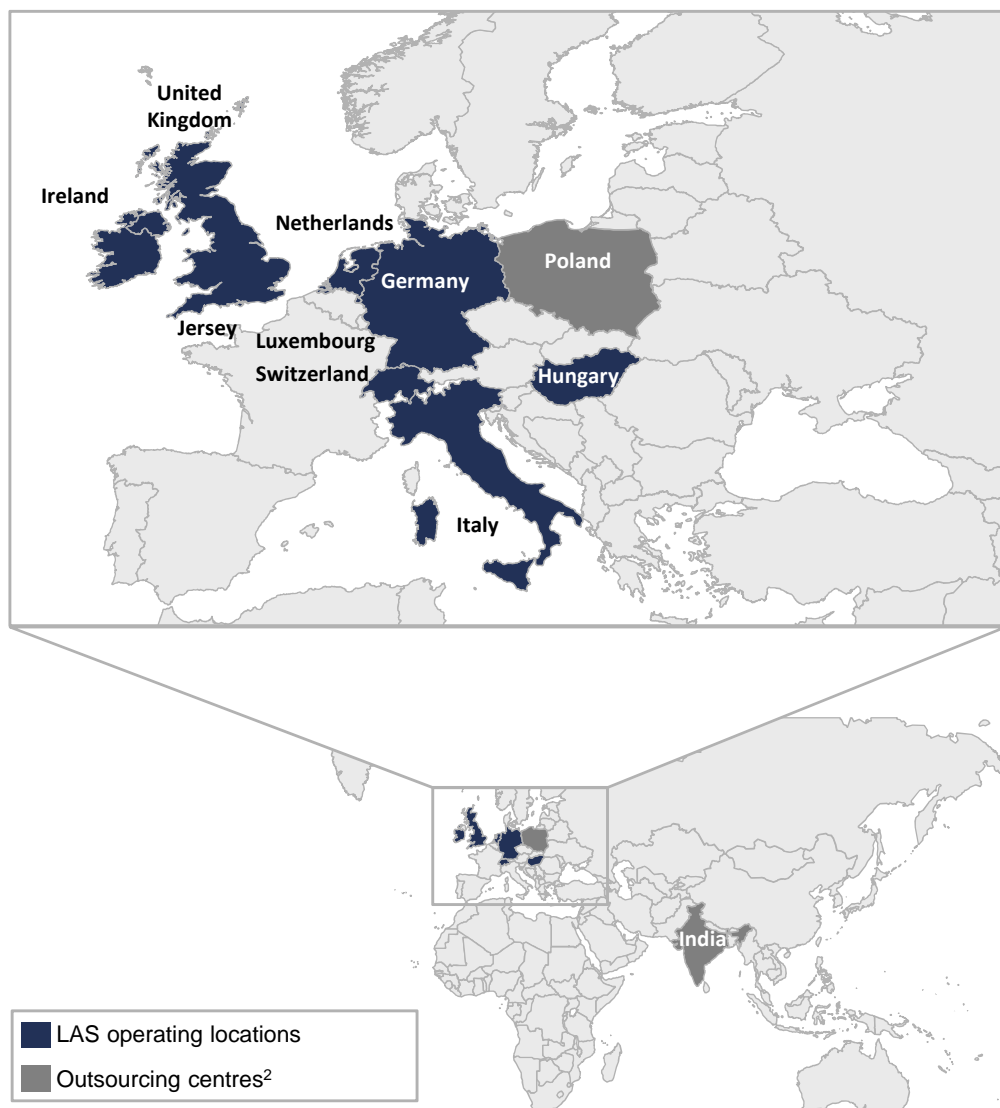 United
Kingdom
Ireland
Netherlands
Germany
Poland
Jersey
Luxembourg
Switzerland
Hungary
Italy
India
LAS operating locations
Outsourcing centres²